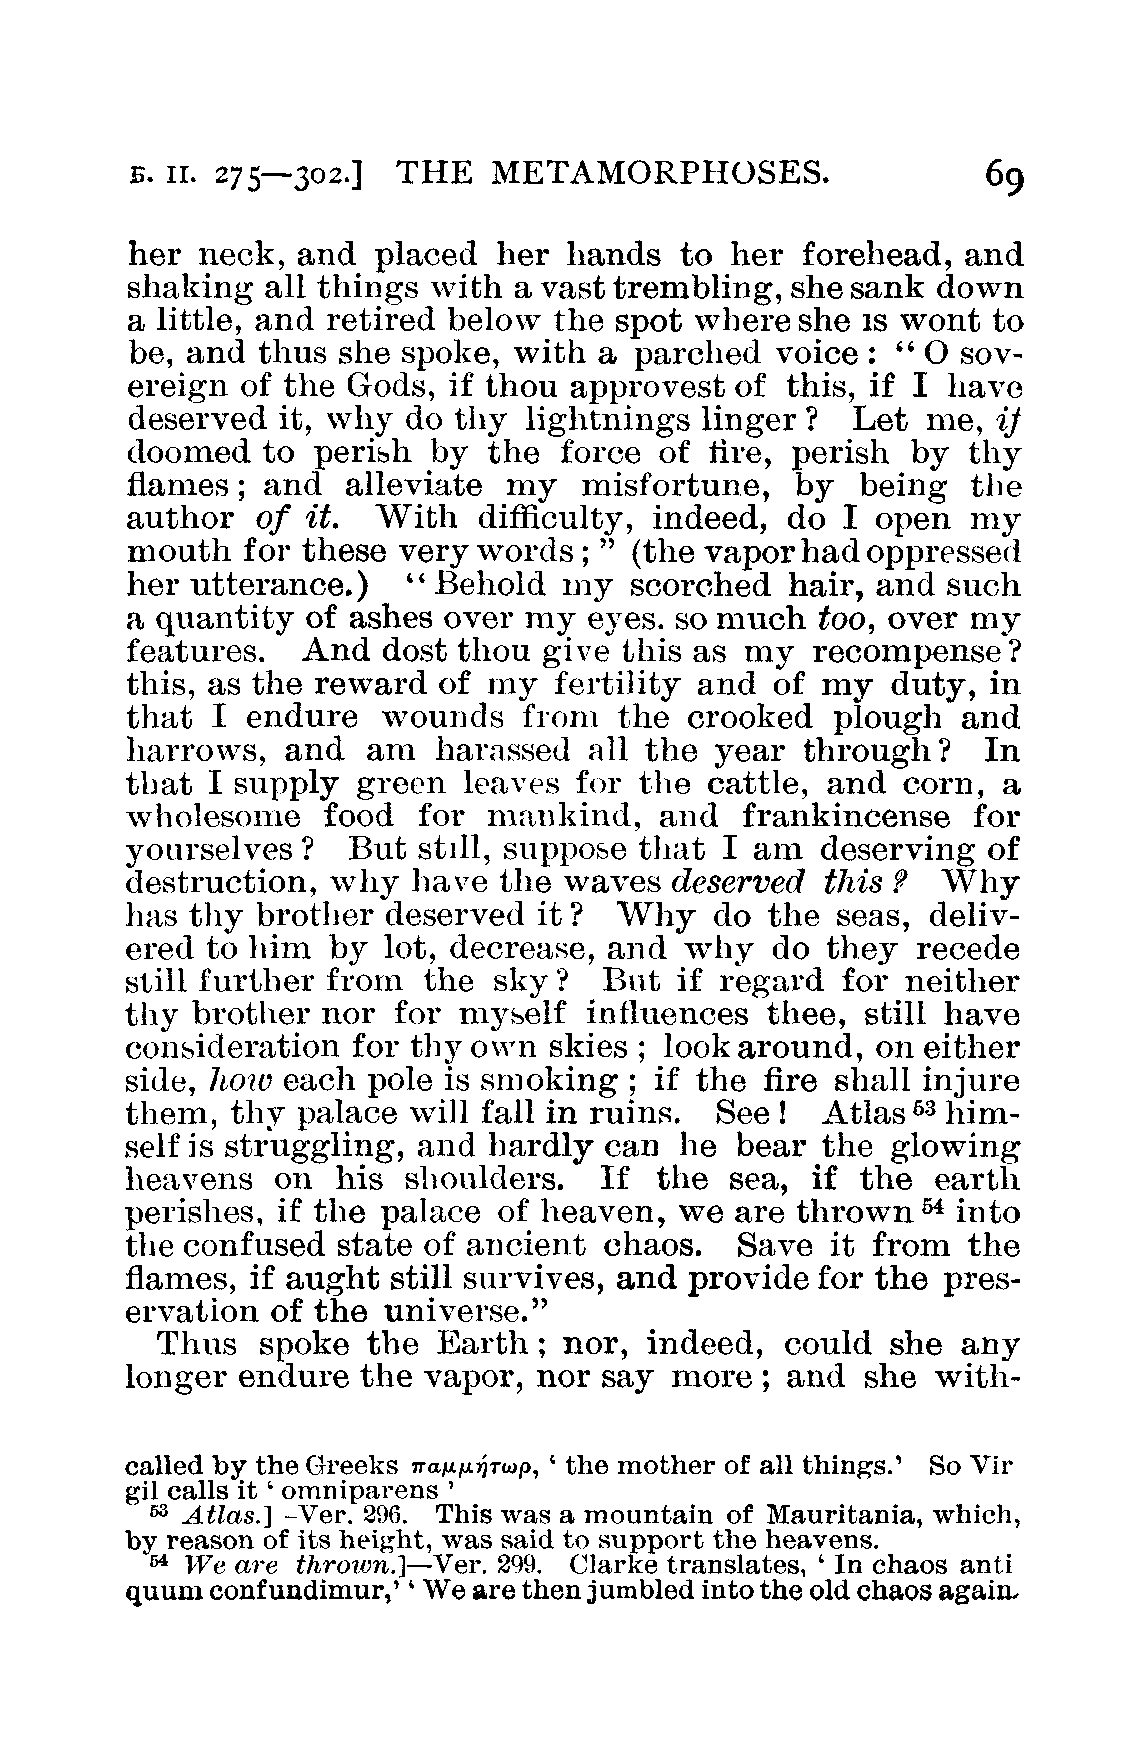 B. II. 275—302.] THE METAMORPHOSES. 69
her neck, and placed her hands to her forehead, and
shaking all things with a vast trembling, she sank down
a little, and retired below the spot where she is wont to
be, and thus she spoke, with a parched voice : “ O sov-
ereign of the Gods, if thou approvest of this, if I have
deserved it, why do thy lightnings linger ? Let me, if
doomed to perish by the force of fire, perish by thy
flames ; and alleviate my misfortune, by being the
author of it. With difficulty, indeed, do I open my
mouth for these very words ; ” (the vapor had oppressed
her utterance.) “ Behold my scorched hair, and such
a quantity of ashes over my eyes. so much too, over my
features. And dost thou give this as my recompense ?
this, as the reward of my fertility and of my duty, in
that I endure wounds from the crooked plough and
harrows, and am harassed all the year through ? In
that I supply green leaves for the cattle, and corn, a
wholesome food for mankind, and frankincense for
yourselves ? But still, suppose that I am deserving of
destruction, why have the waves deserved this ? Why
has thy brother deserved it ? Why do the seas, deliv-
ered to him by lot, decrease, and why do they recede
still further from the sky ? But if regard for neither
thy brother nor for myself influences thee, still have
consideration for thy own skies ; look around, on either
side, how each pole is smoking ; if the fire shall injure
them, thy palace will fall in ruins. See ! Atlas 53 him-
self is struggling, and hardly can he bear the glowing
heavens on his shoulders. If the sea, if the earth
perishes, if the palace of heaven, we are thrown 54 into
the confused state of ancient chaos. Save it from the
flames, if aught still survives, and provide for the pres-
ervation of the universe.”
Thus spoke the Earth ; nor, indeed, could she any
longer endure the vapor, nor say more ; and she with-
called by the Greeks παμμήτωρ, ‘ the mother of all things.’ So Vir
gil calls it ‘ omniparens ’
53 Atlas.] –Ver. 296. This was a mountain of Mauritania, which,
by reason of its height, was said to support the heavens.
54 We are thrown.]—Ver. 299. Clarke translates, ‘ In chaos anti
quum confundimur,’ ‘ We are then jumbled into the old chaos again.